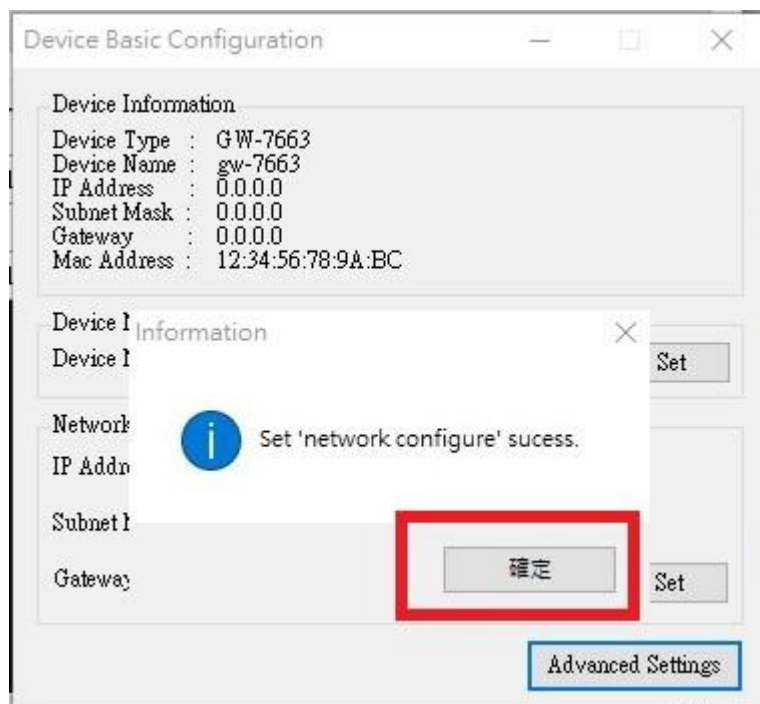 Device Basic Configuration
Device Information
Device Type : GW-7663
Device Name : gw-7663
IP Address : 0.0.0.0
Subnet Mask : 0.0.0.0
Gateway : 0.0.0.0
Mac Address : 12:34:56:78:9A:BC
Device
Information
Device
Set
Network
Set 'network configure' sucess.
IP
Subnet
確定
Gateway
Set
Advanced Settings